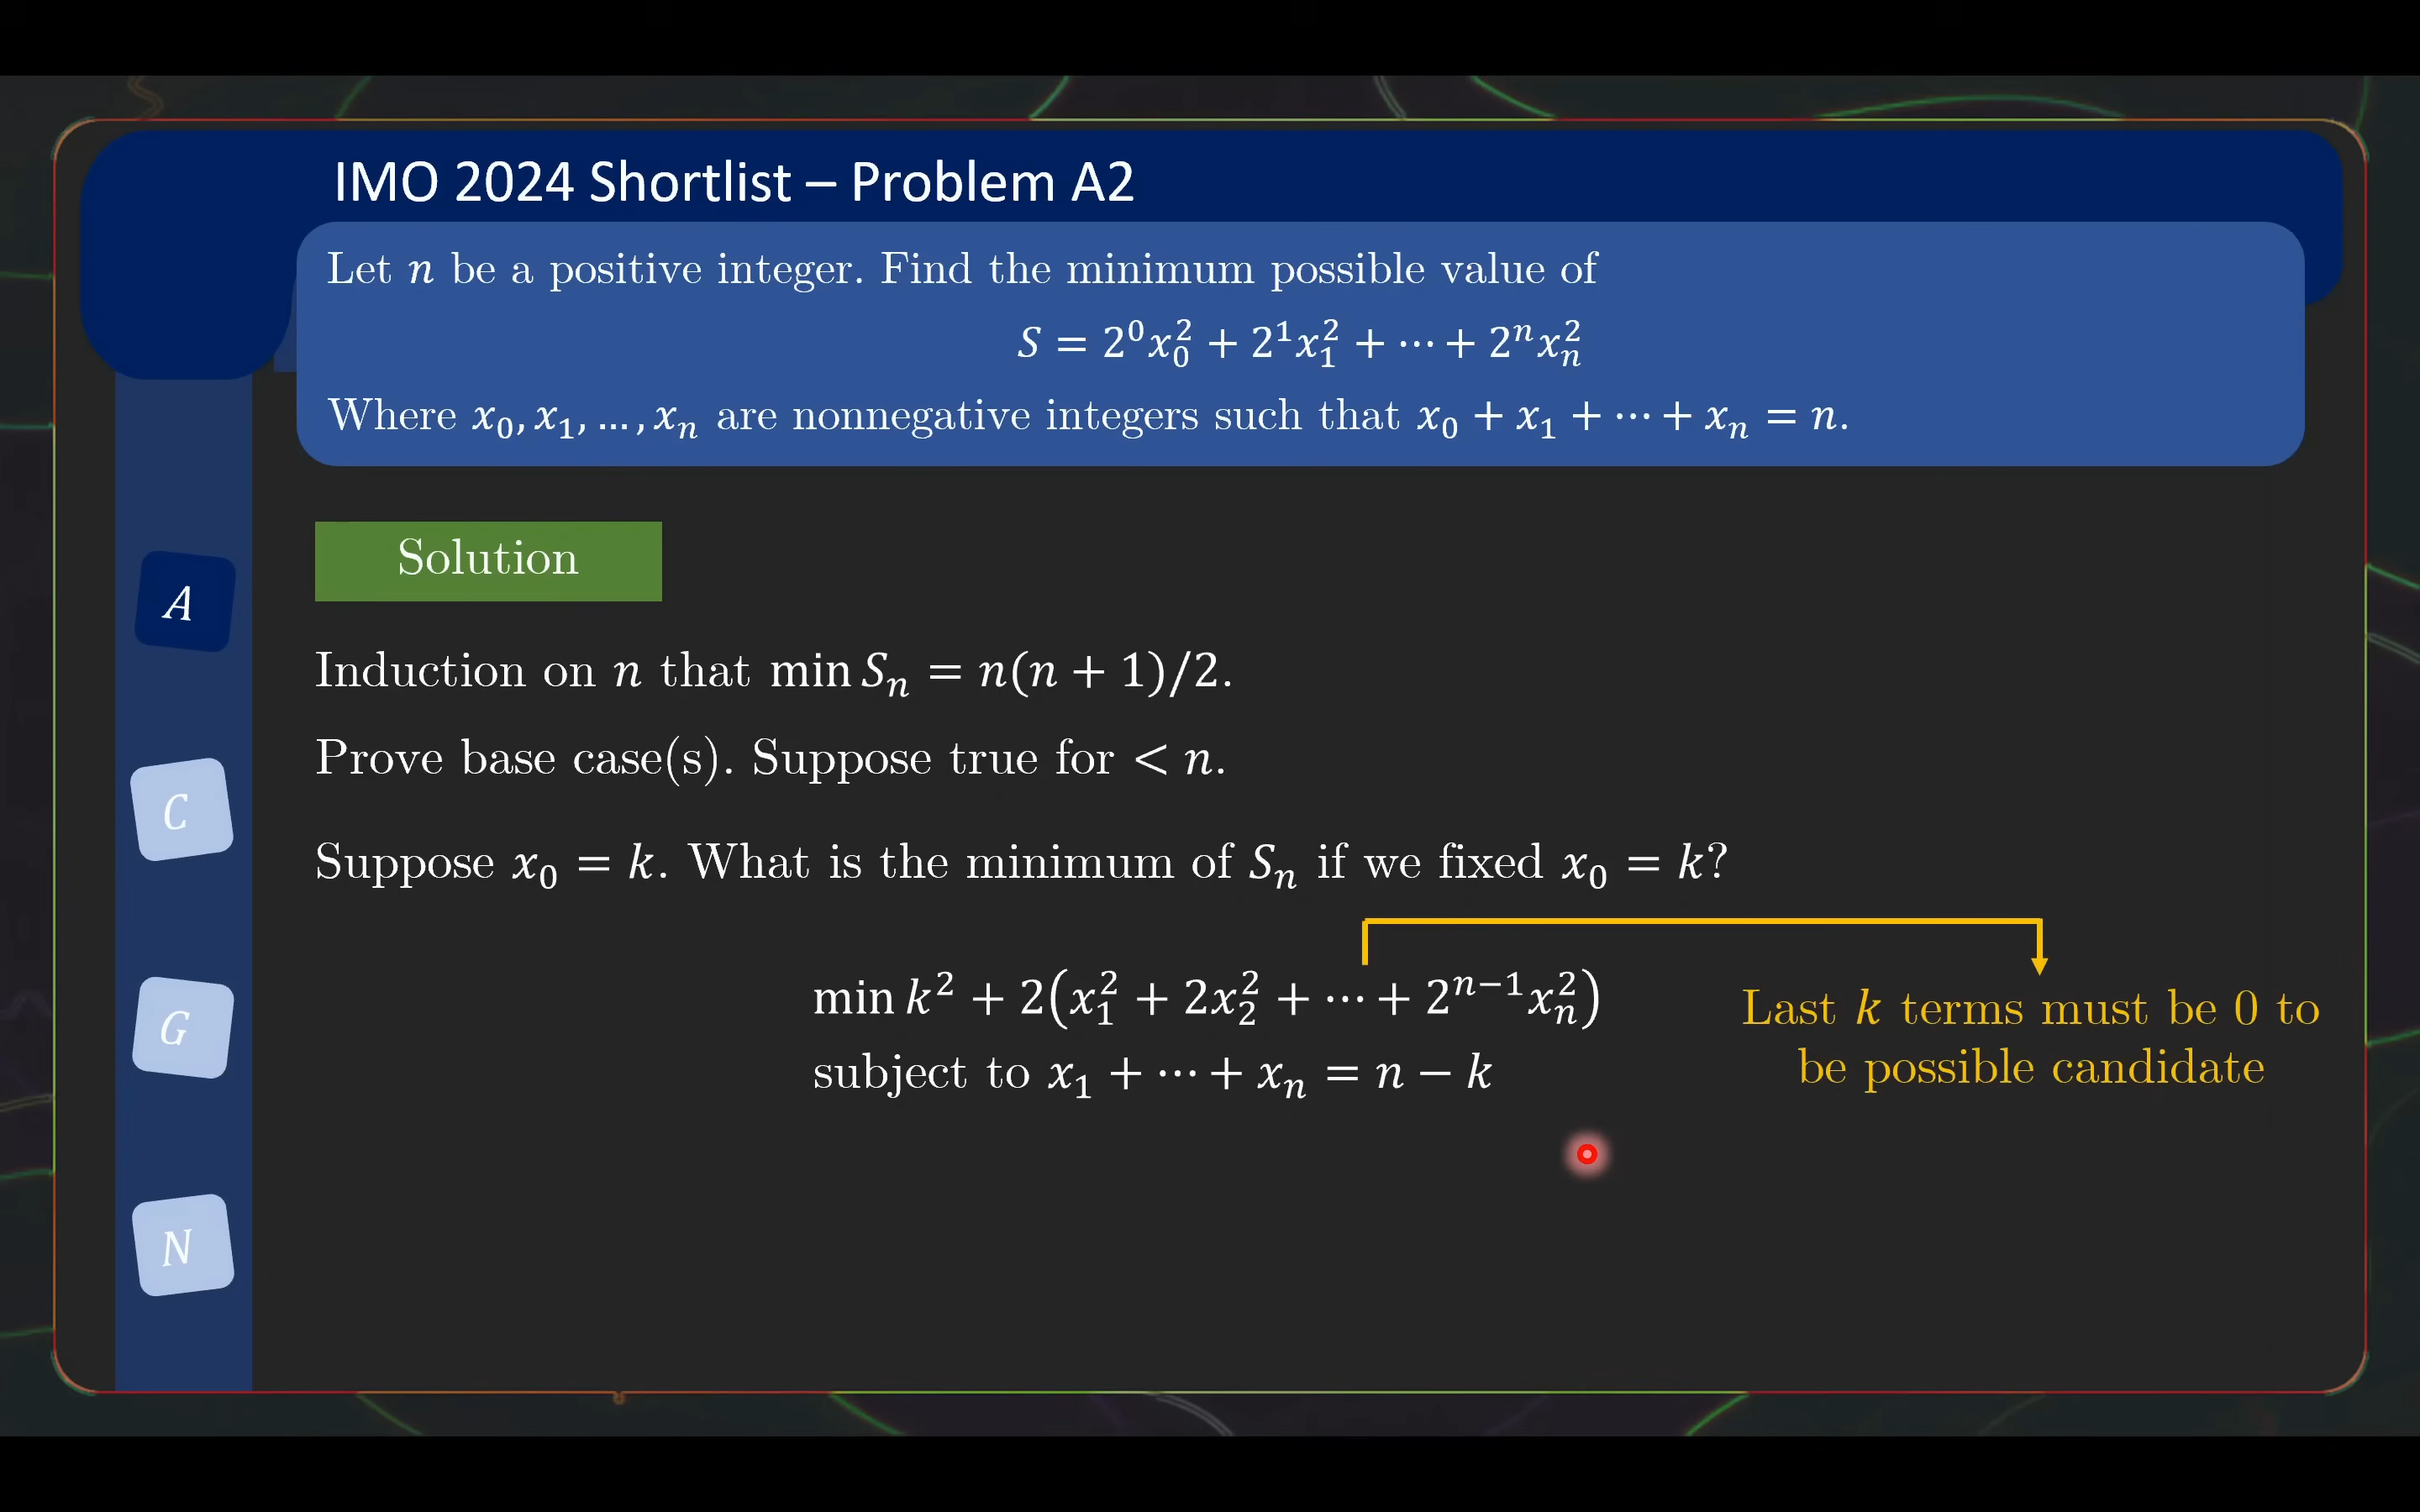 IMO 2024 Shortlist – Problem A2
Let n be a positive integer. Find the minimum possible value of
S = 2⁰x₀² + 2¹x₁² + ⋯ + 2ⁿxₙ²
Where x₀, x₁, …, xₙ are nonnegative integers such that x₀ + x₁ + ⋯ + xₙ = n.
Solution
A
Induction on n that min Sₙ = n(n + 1)/2.
Prove base case(s). Suppose true for < n.
C
Suppose x₀ = k. What is the minimum of Sₙ if we fixed x₀ = k?
G
min k² + 2(x₁² + 2x₂² + ⋯ + 2ⁿ⁻¹xₙ²)
subject to x₁ + ⋯ + xₙ = n − k
Last k terms must be 0 to
be possible candidate
N